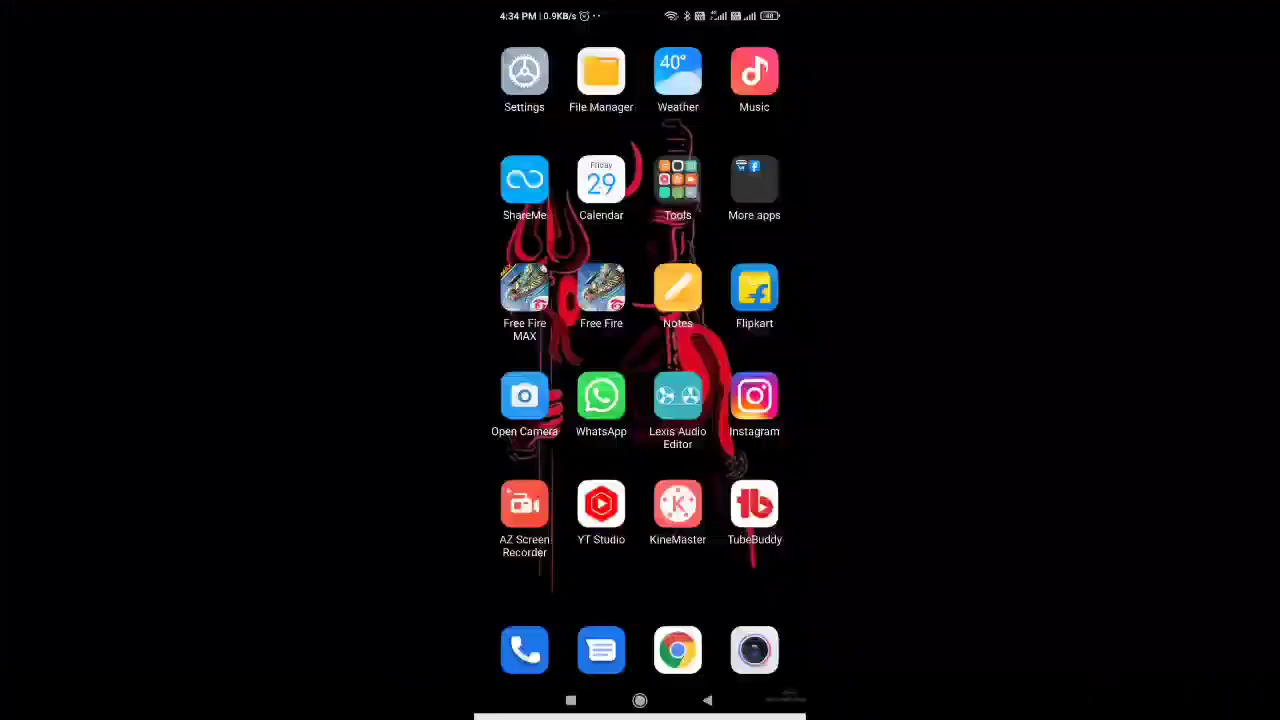 4:34 PM | 0.9KB/s
40°
Settings
File Manager
Weather
Music
Friday
29
ShareMe
Calendar
Tools
More apps
Free Fire
MAX
Free Fire
Notes
Flipkart
Open Camera
WhatsApp
Lexis Audio
Editor
Instagram
K
tb
AZ Screen
Recorder
YT Studio
KineMaster
TubeBuddy